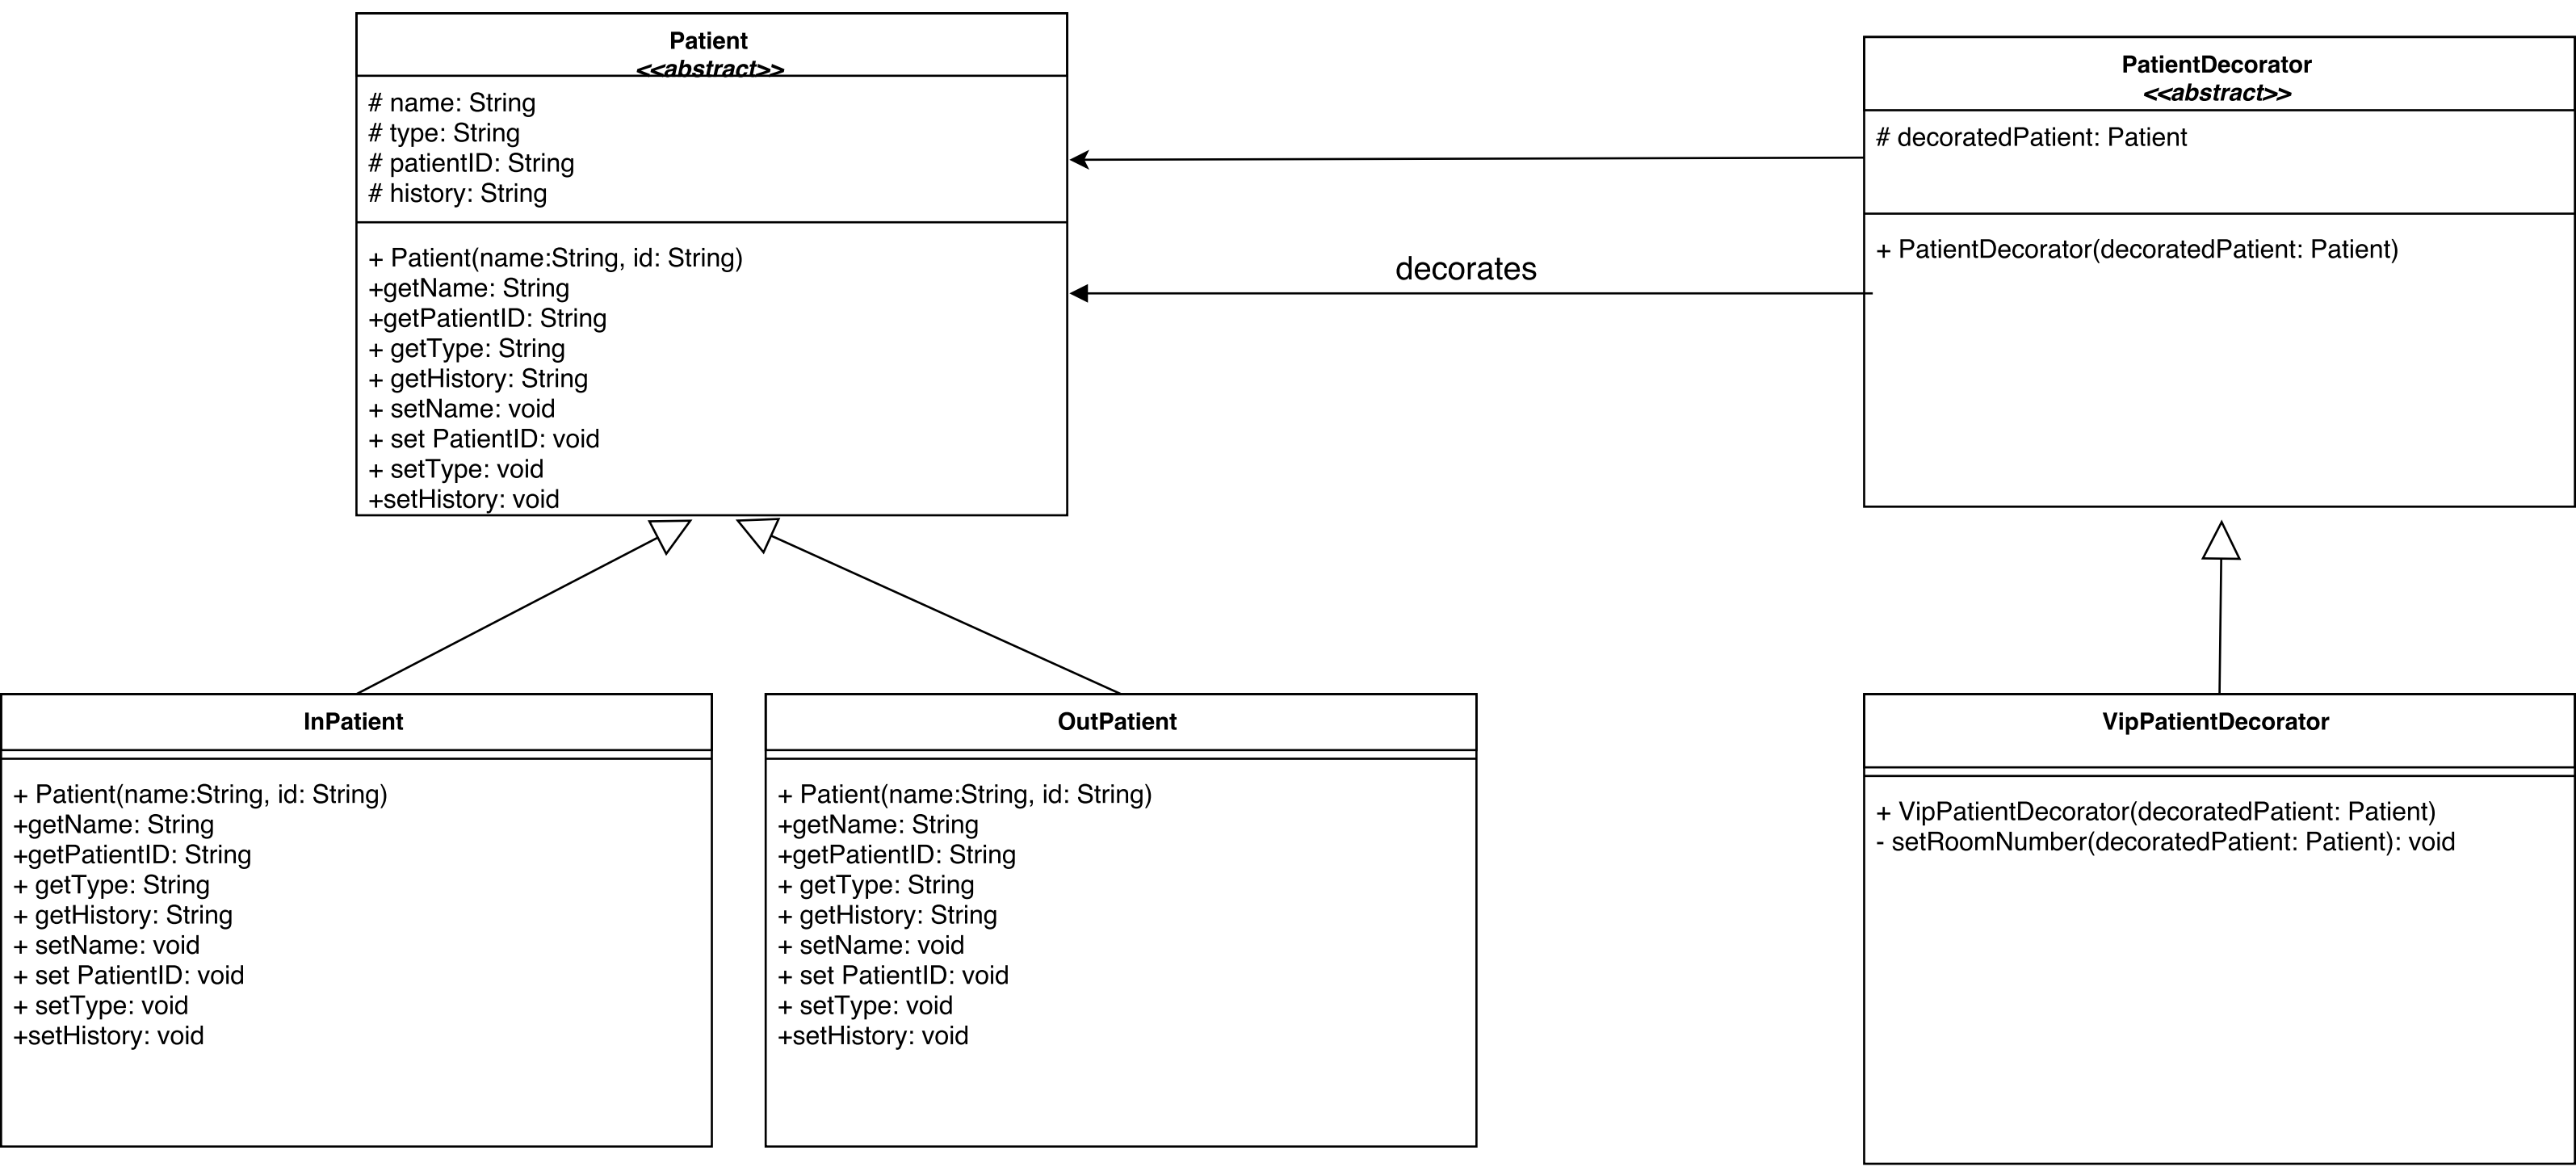 Patient
<<abstract>>
# name: String
# type: String
# patientID: String
# history: String
+ Patient(name:String, id: String)
+getName: String
+getPatientID: String
+ getType: String
+ getHistory: String
+ setName: void
+ set PatientID: void
+ setType: void
+setHistory: void
decorates
PatientDecorator
<<abstract>>
# decoratedPatient: Patient
+ PatientDecorator(decoratedPatient: Patient)
InPatient
+ Patient(name:String, id: String)
+getName: String
+getPatientID: String
+ getType: String
+ getHistory: String
+ setName: void
+ set PatientID: void
+ setType: void
+setHistory: void
OutPatient
+ Patient(name:String, id: String)
+getName: String
+getPatientID: String
+ getType: String
+ getHistory: String
+ setName: void
+ set PatientID: void
+ setType: void
+setHistory: void
VipPatientDecorator
+ VipPatientDecorator(decoratedPatient: Patient)
- setRoomNumber(decoratedPatient: Patient): void